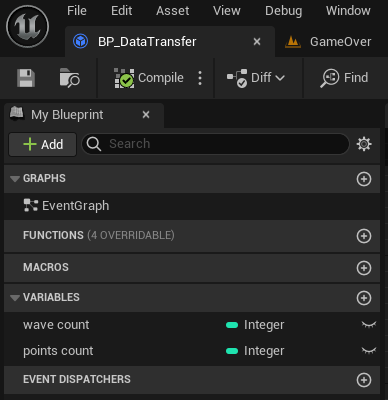 File Edit Asset View Debug Window
BP_DataTransfer GameOver
Compile Diff Find
My Blueprint
Add Search
GRAPHS
EventGraph
FUNCTIONS (4 OVERRIDABLE)
MACROS
VARIABLES
wave count Integer
points count Integer
EVENT DISPATCHERS